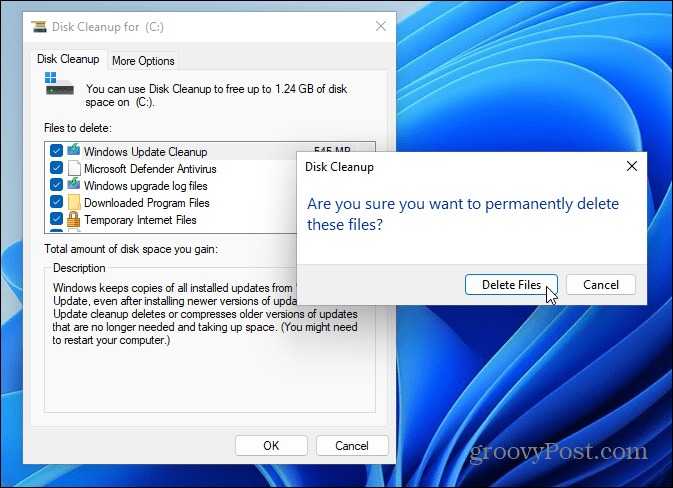 Disk Cleanup for (C:)
Disk Cleanup
More Options
You can use Disk Cleanup to free up to 1.24 GB of disk
space on (C:).
Files to delete:
Windows Update Cleanup
545 MB
Microsoft Defender Antivirus
Windows upgrade log files
Downloaded Program Files
Temporary Internet Files
Total amount of disk space you gain:
Description
Windows keeps copies of all installed updates from
Update, even after installing newer versions of
Update cleanup deletes or compresses older versions of updates
that are no longer needed and taking up space. (You might need
to restart your computer.)
OK
Cancel
Disk Cleanup
Are you sure you want to permanently delete
these files?
Delete Files
Cancel
groovyPost.com